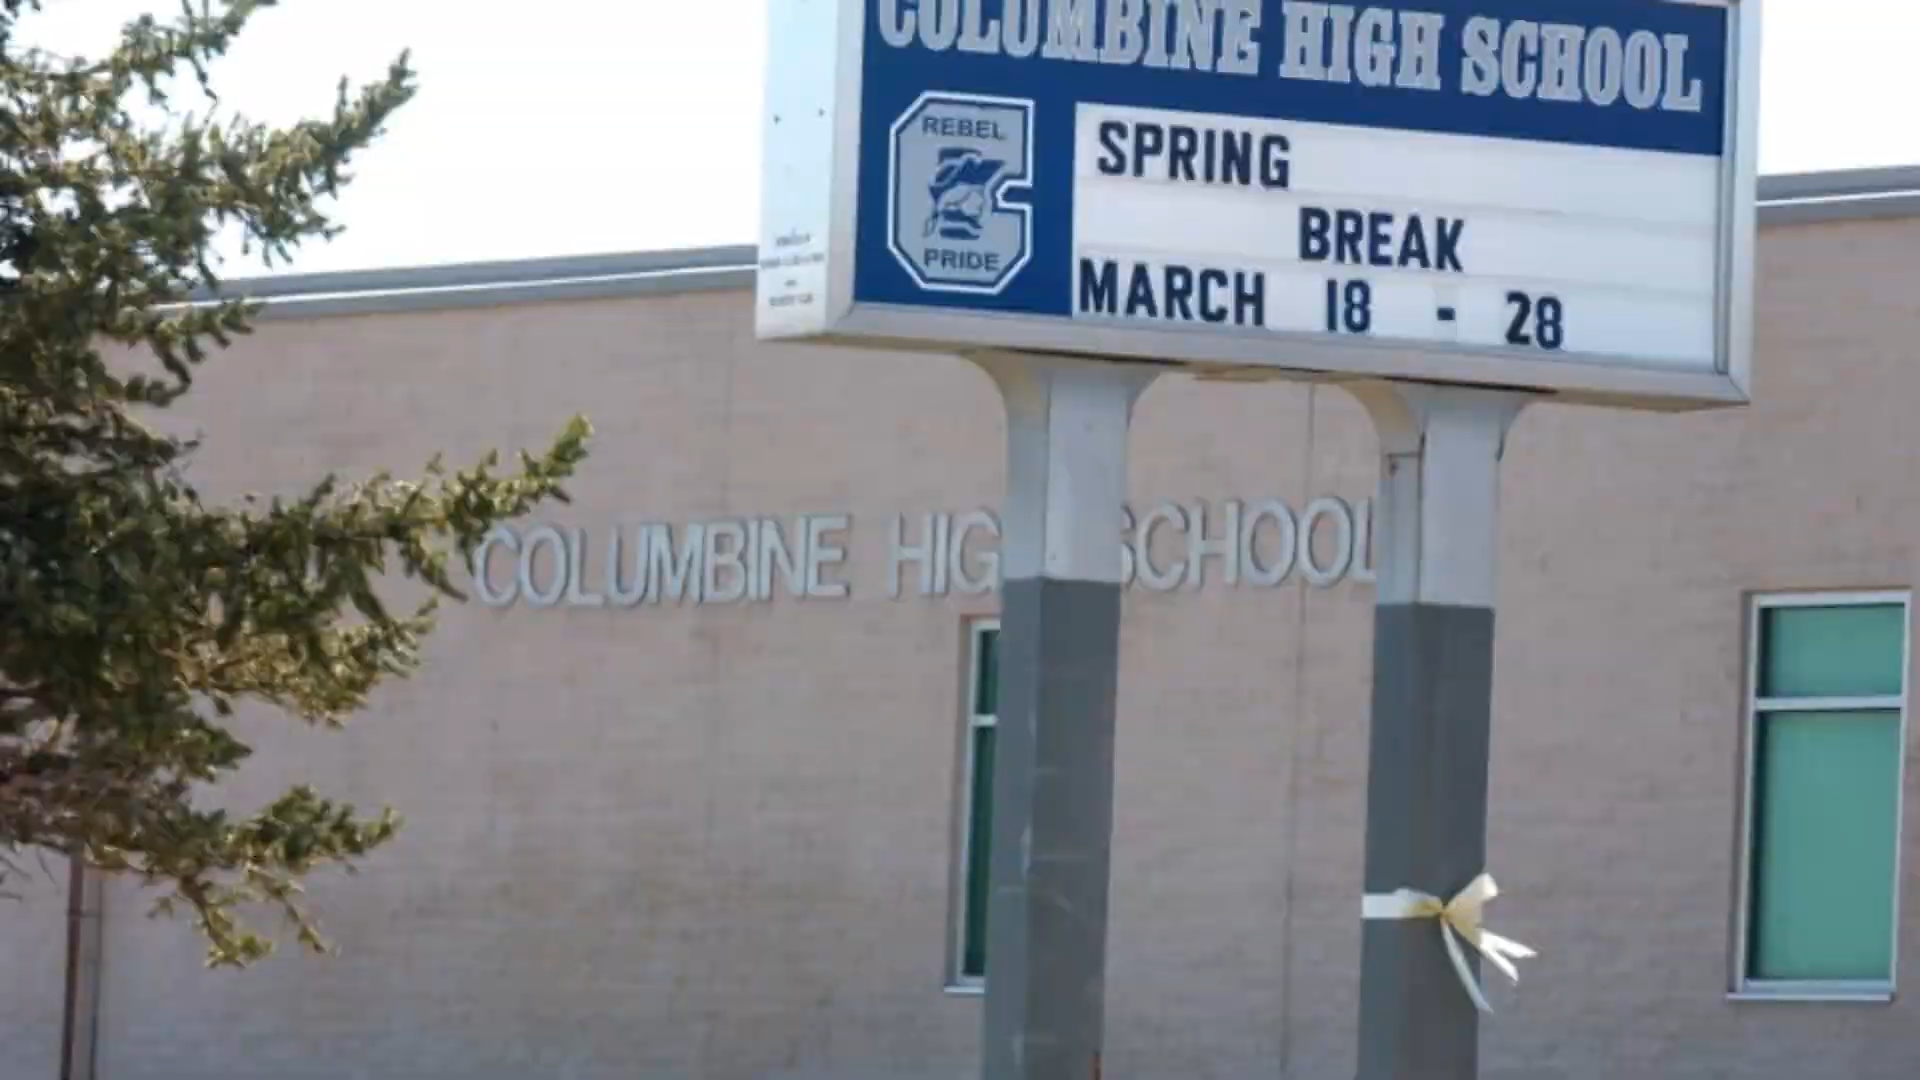 COLUMBINE HIGH SCHOOL
REBEL
PRIDE
SPRING
BREAK
MARCH 18 - 28
COLUMBINE HIG SCHOOL